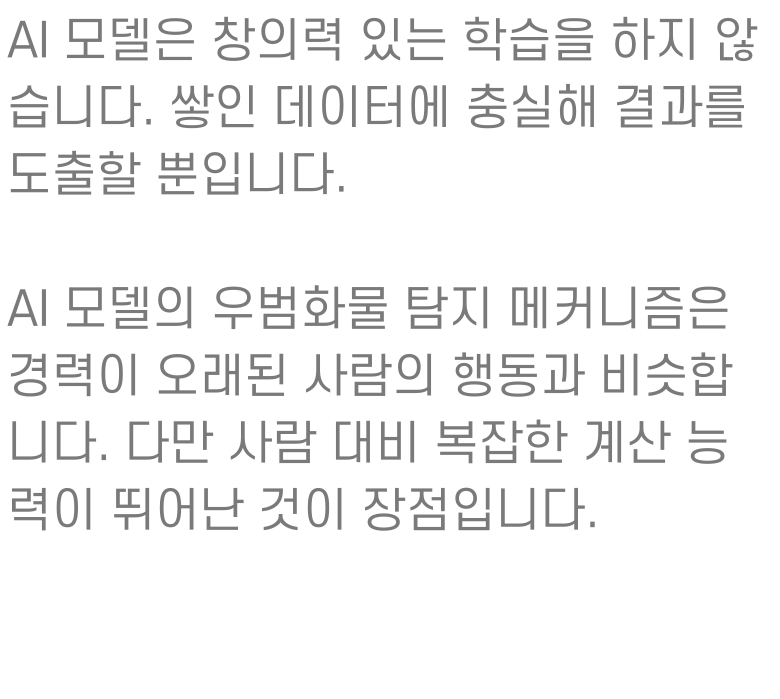 AI 모델은 창의력 있는 학습을 하지 않
습니다. 쌓인 데이터에 충실해 결과를
도출할 뿐입니다.
AI 모델의 우범화물 탐지 메커니즘은
경력이 오래된 사람의 행동과 비슷합
니다. 다만 사람 대비 복잡한 계산 능
력이 뛰어난 것이 장점입니다.